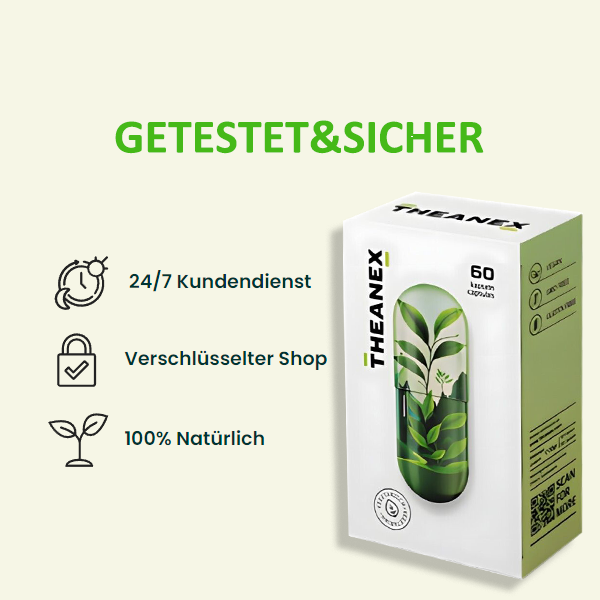 GETESTET&SICHER
THEANEX
THEANEX
60
24/7 Kundendienst
Verschlüsselter Shop
100% Natürlich
SCAN
FOR
MORE